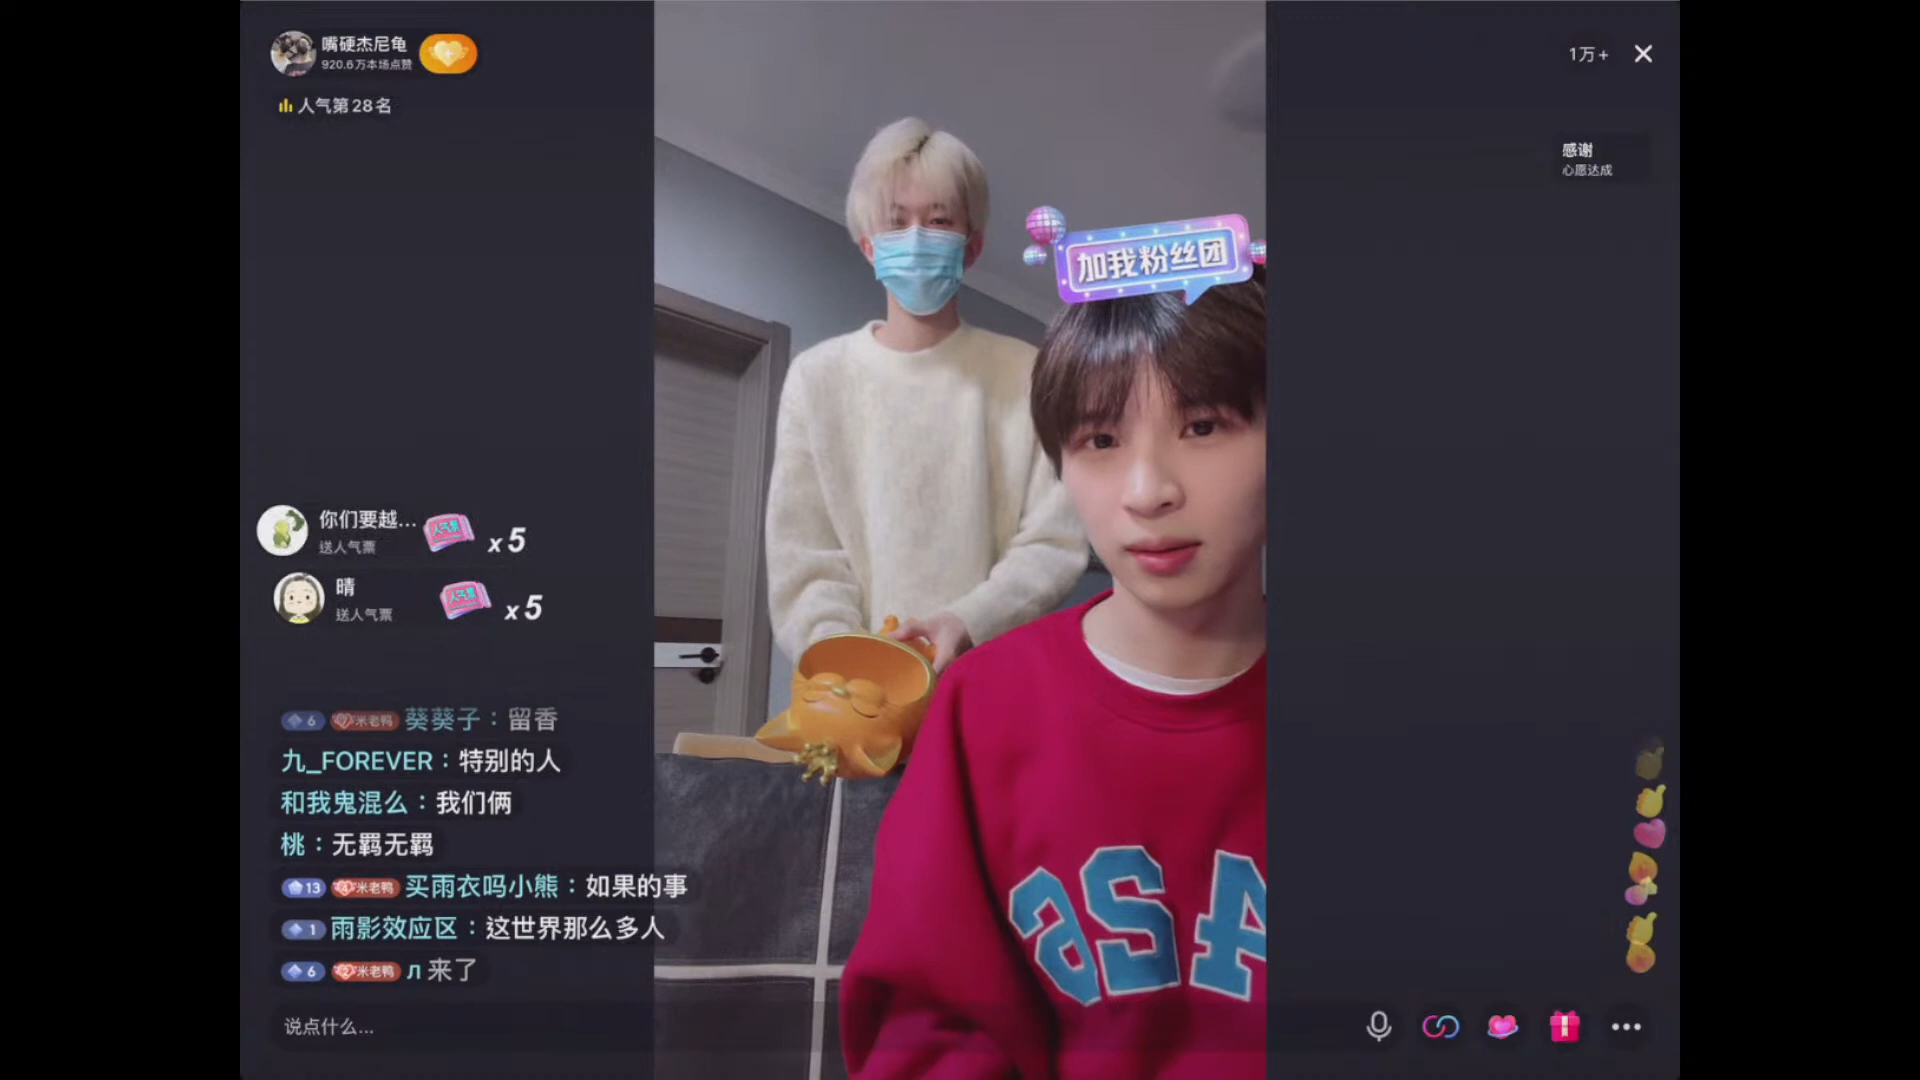 嘴硬杰尼龟
920.6万本场点赞
人气第28名
1万+
感谢
心愿达成
加我粉丝团
你们要越...
送人气票
人气票
x5
晴
送人气票
人气票
x5
6 米老鸭 葵葵子：留香
九_FOREVER：特别的人
和我鬼混么：我们俩
桃：无羁无羁
13 米老鸭 买雨衣吗小熊：如果的事
1 雨影效应区：这世界那么多人
6 米老鸭 л 来了
说点什么...